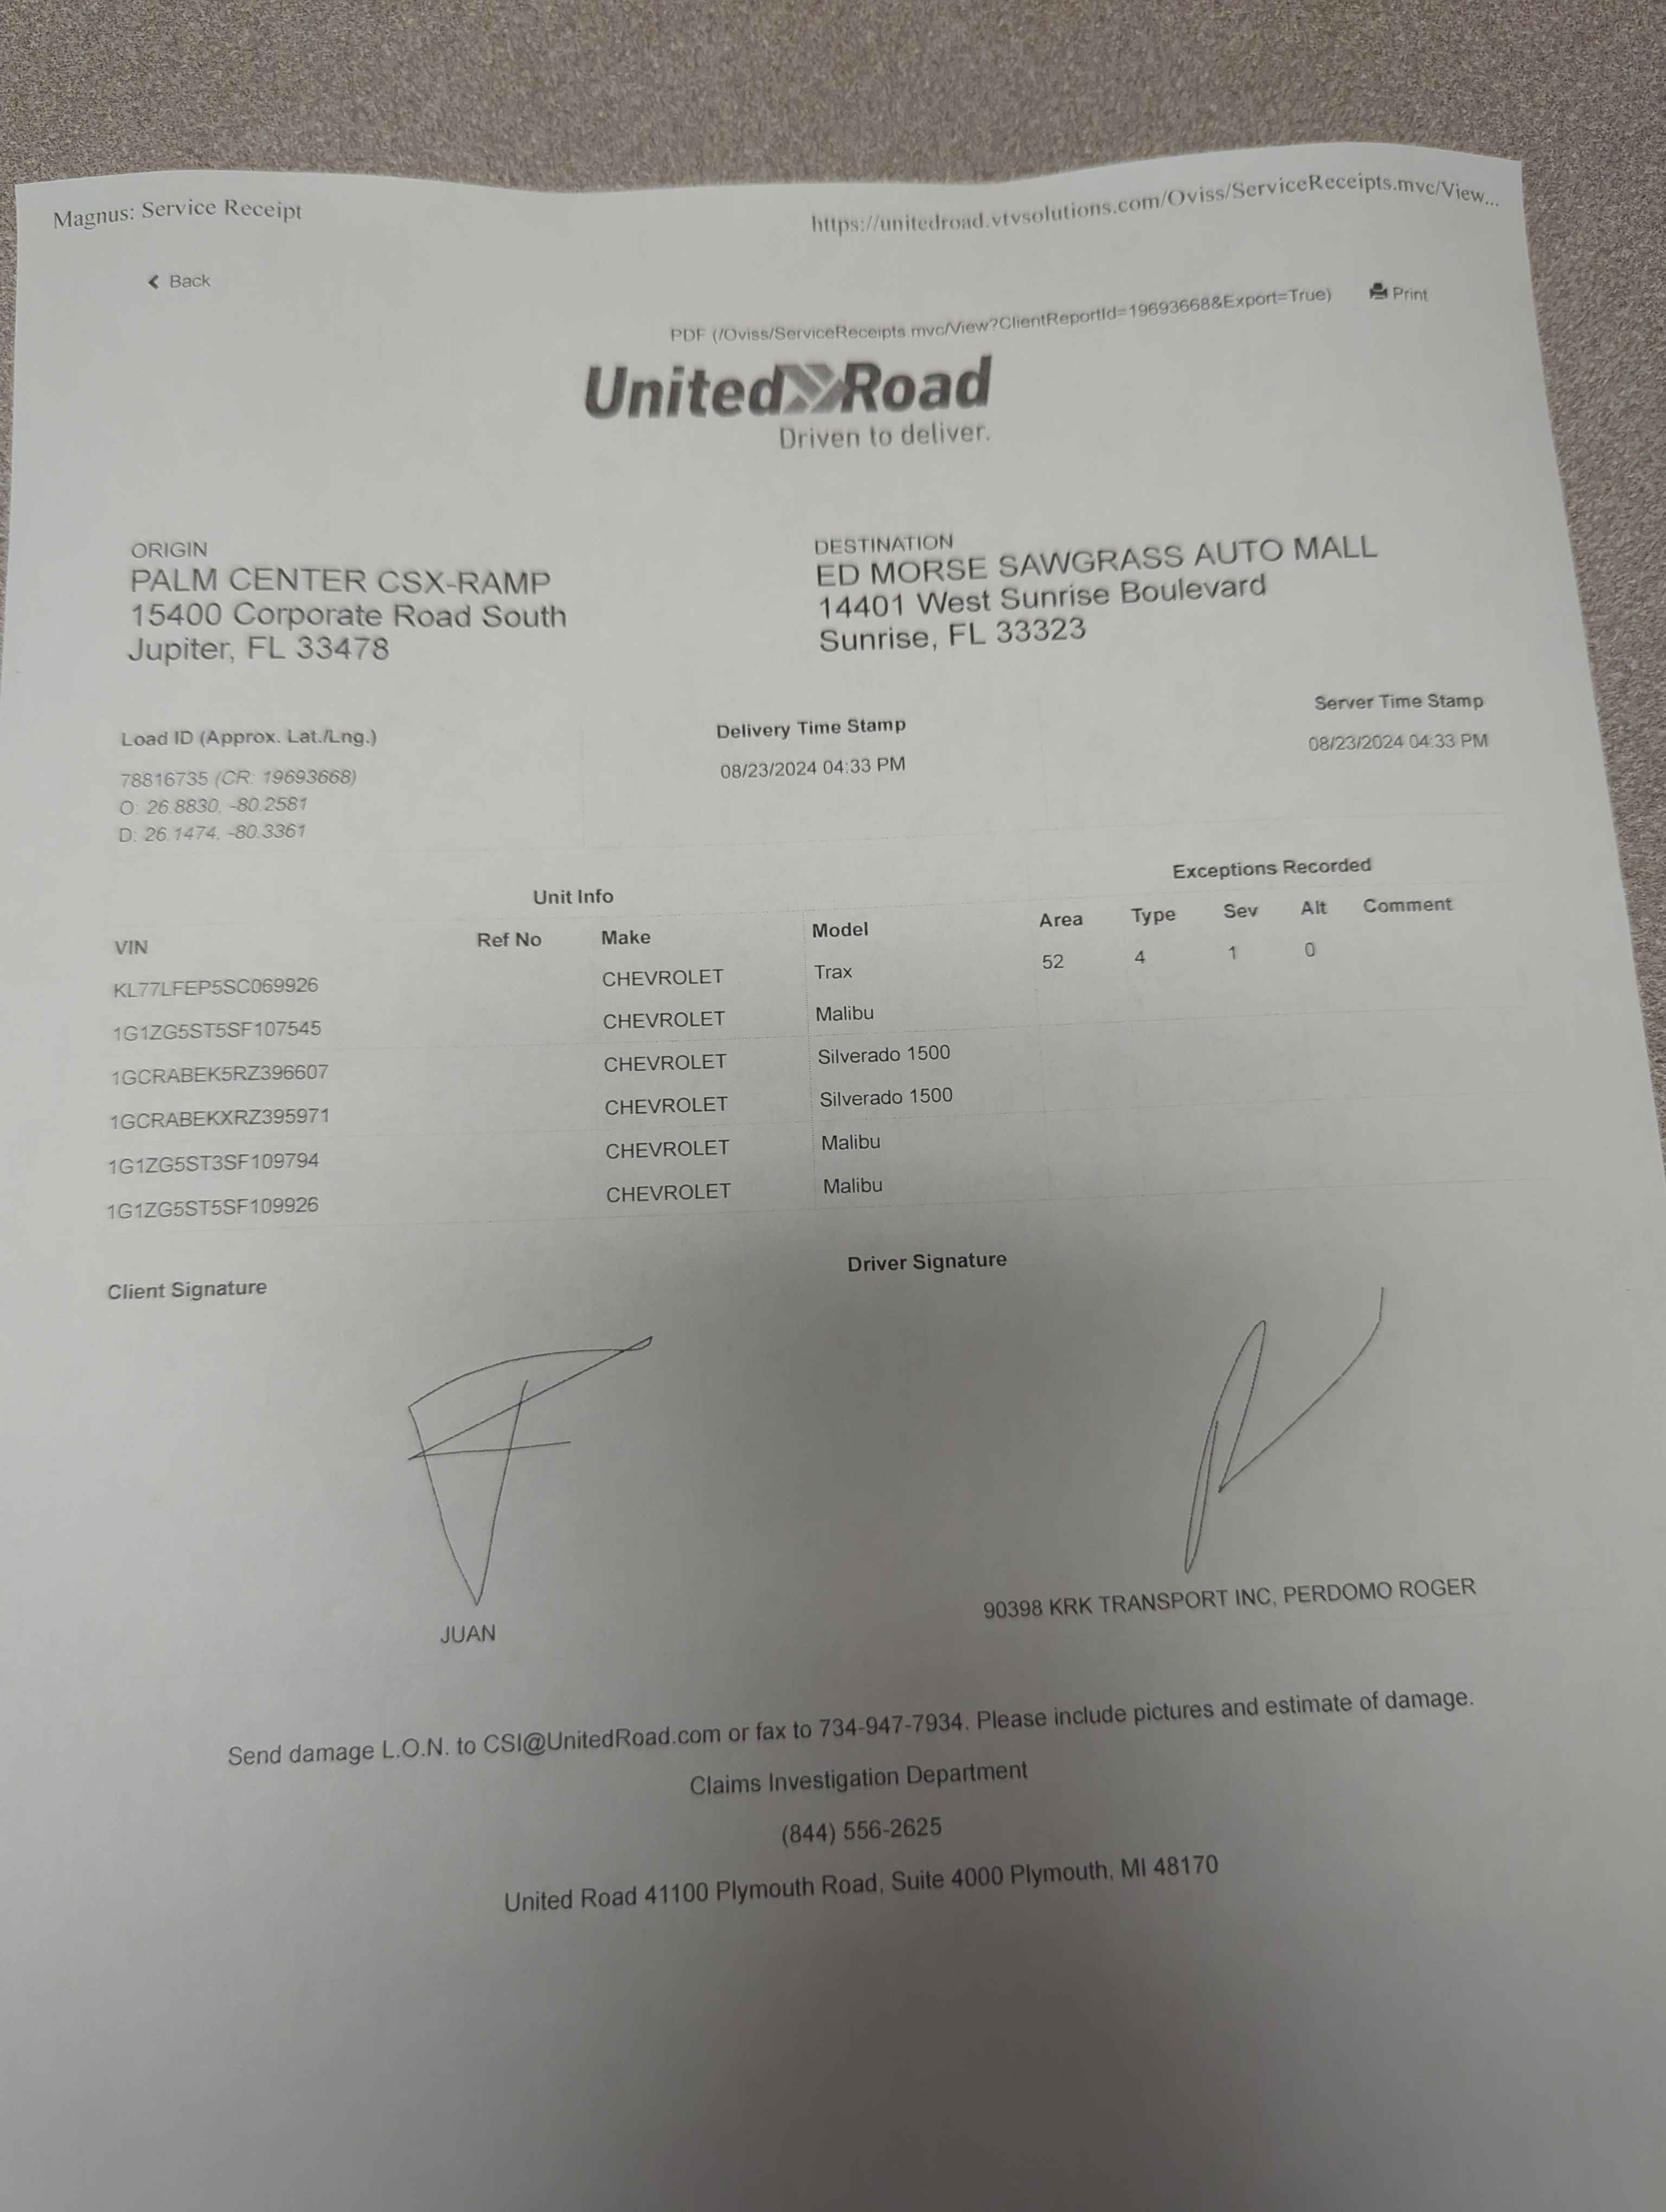 Magnus: Service Receipt
https://unitedroad.vtvsolutions.com/Oviss/ServiceReceipts.mvc/View...
Back
PDF (/Oviss/ServiceReceipts.mvc/View?ClientReportId=19693668&Export=True)
Print
United Road
Driven to deliver.
ORIGIN
PALM CENTER CSX-RAMP
15400 Corporate Road South
Jupiter, FL 33478
DESTINATION
ED MORSE SAWGRASS AUTO MALL
14401 West Sunrise Boulevard
Sunrise, FL 33323
Load ID (Approx. Lat./Lng.)
78816735 (CR: 19693668)
O: 26.8830, -80.2581
D: 26.1474, -80.3361
Delivery Time Stamp
08/23/2024 04:33 PM
Server Time Stamp
08/23/2024 04:33 PM
Unit Info Exceptions Recorded
VIN Ref No Make Model Area Type Sev Alt Comment
KL77LFEP5SC069926 CHEVROLET Trax 52 4 1 0
1G1ZG5ST5SF107545 CHEVROLET Malibu
1GCRABEK5RZ396607 CHEVROLET Silverado 1500
1GCRABEKXRZ395971 CHEVROLET Silverado 1500
1G1ZG5ST3SF109794 CHEVROLET Malibu
1G1ZG5ST5SF109926 CHEVROLET Malibu
Client Signature Driver Signature
JUAN
90398 KRK TRANSPORT INC, PERDOMO ROGER
Send damage L.O.N. to CSI@UnitedRoad.com or fax to 734-947-7934. Please include pictures and estimate of damage.
Claims Investigation Department
(844) 556-2625
United Road 41100 Plymouth Road, Suite 4000 Plymouth, MI 48170